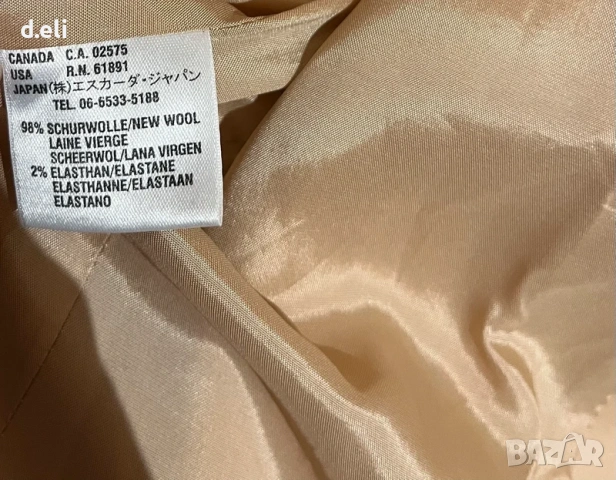 d.eli
CANADA C.A. 02575
USA R.N. 61891
JAPAN(株)エスカーダ・ジャパン
TEL. 06-6533-5188
98% SCHURWOLLE/NEW WOOL
LAINE VIERGE
SCHEERWOL/LANA VIRGEN
2% ELASTHAN/ELASTANE
ELASTHANNE/ELASTAAN
ELASTANO
BAZAR